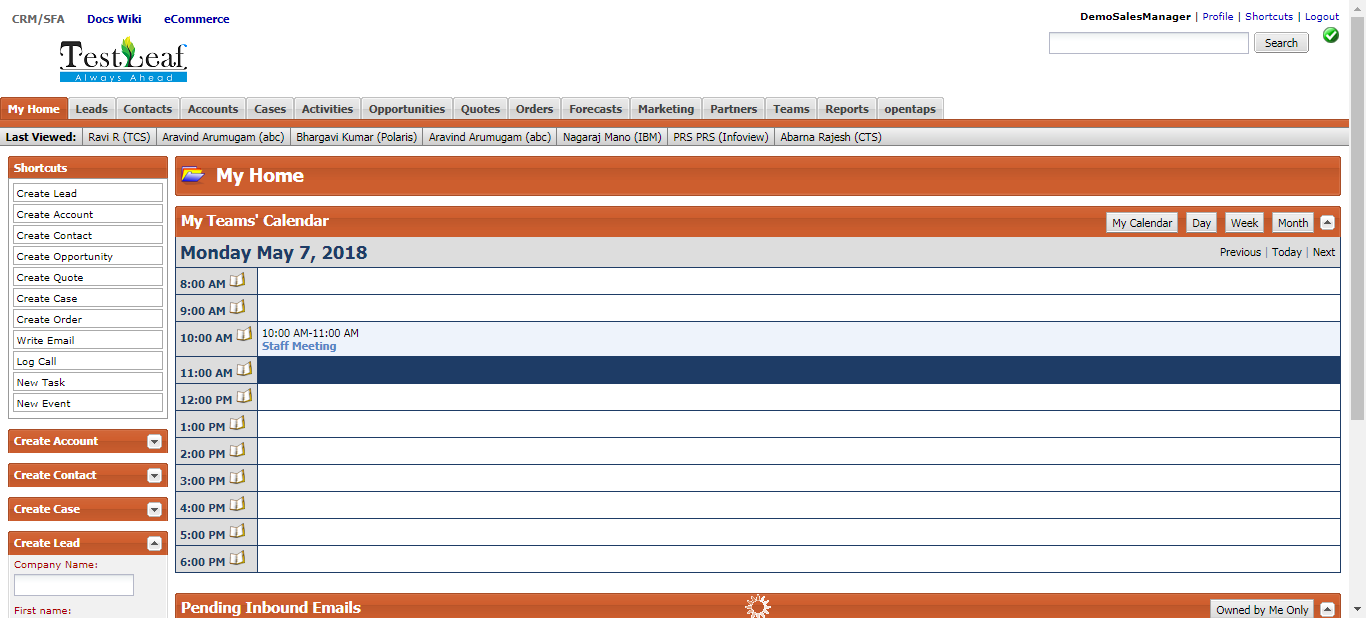 CRM/SFA Docs Wiki eCommerce
DemoSalesManager | Profile | Shortcuts | Logout
TestLeaf
Always Ahead
Search
My Home Leads Contacts Accounts Cases Activities Opportunities Quotes Orders Forecasts Marketing Partners Teams Reports opentaps
Last Viewed: Ravi R (TCS) Aravind Arumugam (abc) Bhargavi Kumar (Polaris) Aravind Arumugam (abc) Nagaraj Mano (IBM) PRS PRS (Infoview) Abarna Rajesh (CTS)
Shortcuts
Create Lead
Create Account
Create Contact
Create Opportunity
Create Quote
Create Case
Create Order
Write Email
Log Call
New Task
New Event
Create Account
Create Contact
Create Case
Create Lead
Company Name:
First name:
My Home
My Teams' Calendar
My Calendar Day Week Month
Monday May 7, 2018
Previous | Today | Next
8:00 AM
9:00 AM
10:00 AM 10:00 AM-11:00 AM
Staff Meeting
11:00 AM
12:00 PM
1:00 PM
2:00 PM
3:00 PM
4:00 PM
5:00 PM
6:00 PM
Pending Inbound Emails
Owned by Me Only